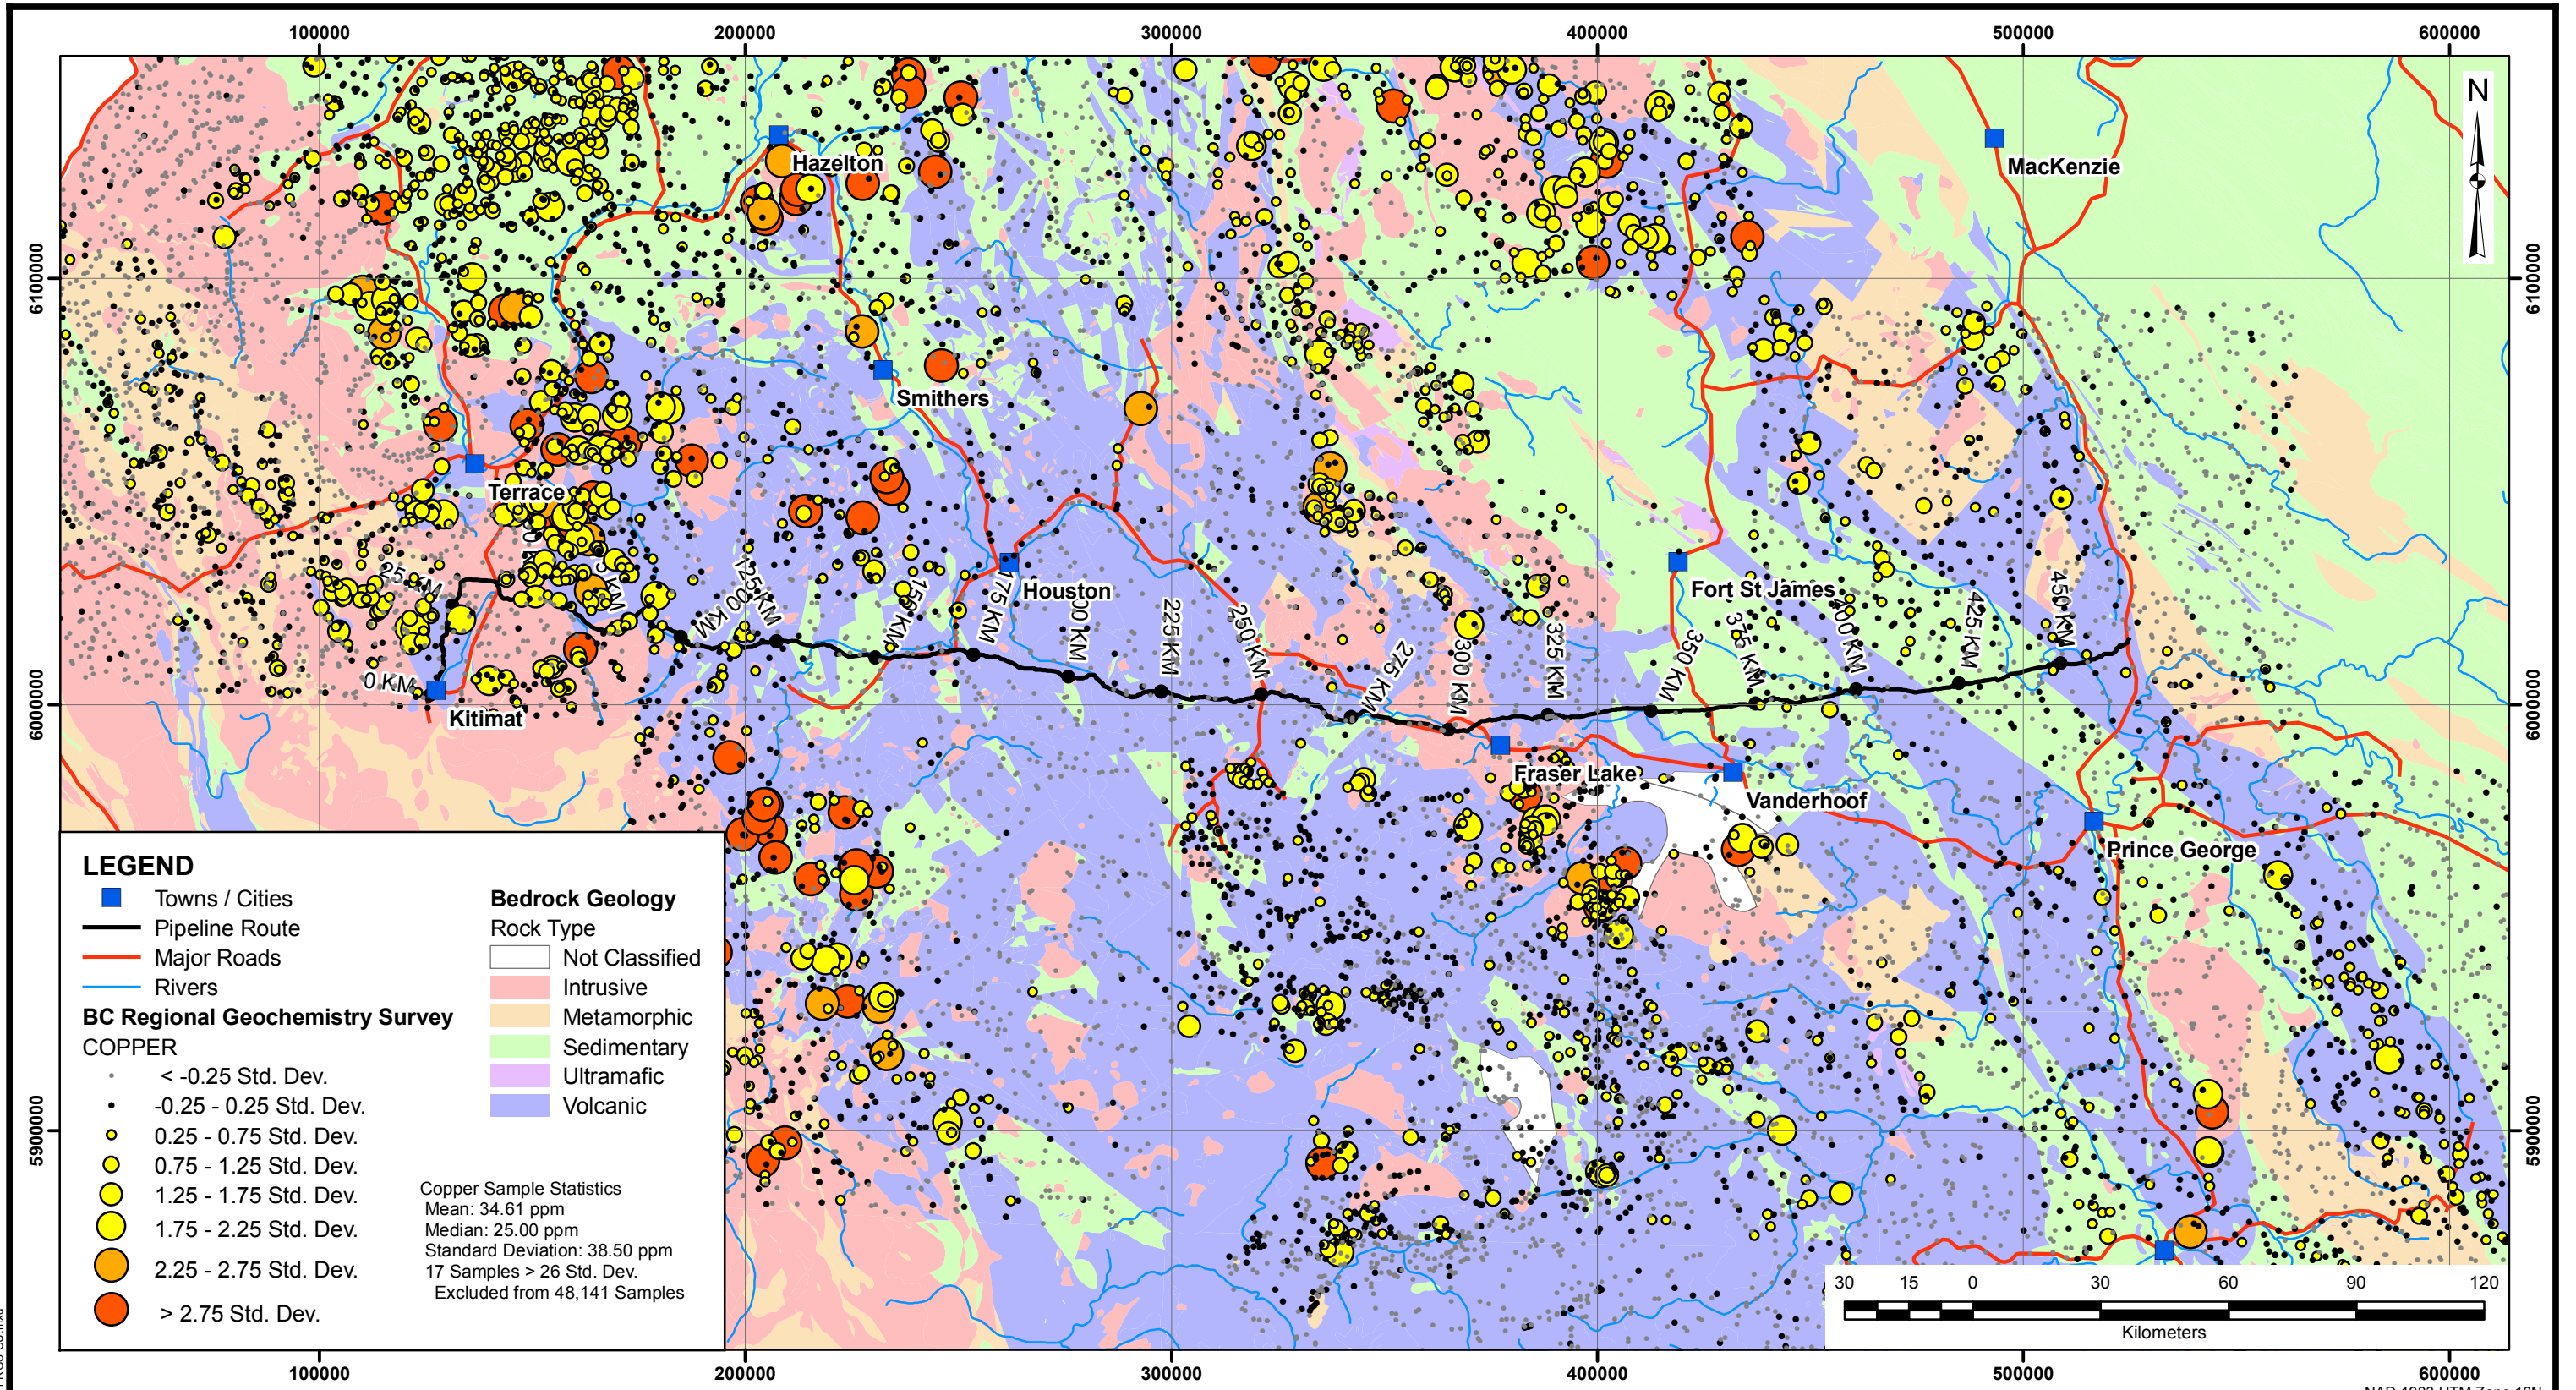 100000 200000 300000 400000 500000 600000
N
Hazelton
MacKenzie
6100000 6100000
Smithers
Terrace
25 KM
125 KM
150 KM
175 KM
Houston
225 KM
250 KM
275 KM
300 KM
325 KM
350 KM
Fort St James
375 KM
400 KM
425 KM
450 KM
0 KM
Kitimat
6000000 6000000
Fraser Lake
Vanderhoof
Prince George
LEGEND
Towns / Cities
Pipeline Route
Major Roads
Rivers
BC Regional Geochemistry Survey
COPPER
< -0.25 Std. Dev.
-0.25 - 0.25 Std. Dev.
0.25 - 0.75 Std. Dev.
0.75 - 1.25 Std. Dev.
1.25 - 1.75 Std. Dev.
1.75 - 2.25 Std. Dev.
2.25 - 2.75 Std. Dev.
> 2.75 Std. Dev.
Bedrock Geology
Rock Type
Not Classified
Intrusive
Metamorphic
Sedimentary
Ultramafic
Volcanic
Copper Sample Statistics
Mean: 34.61 ppm
Median: 25.00 ppm
Standard Deviation: 38.50 ppm
17 Samples > 26 Std. Dev.
Excluded from 48,141 Samples
5900000 5900000
30 15 0 30 60 90 120
Kilometers
100000 200000 300000 400000 500000 600000